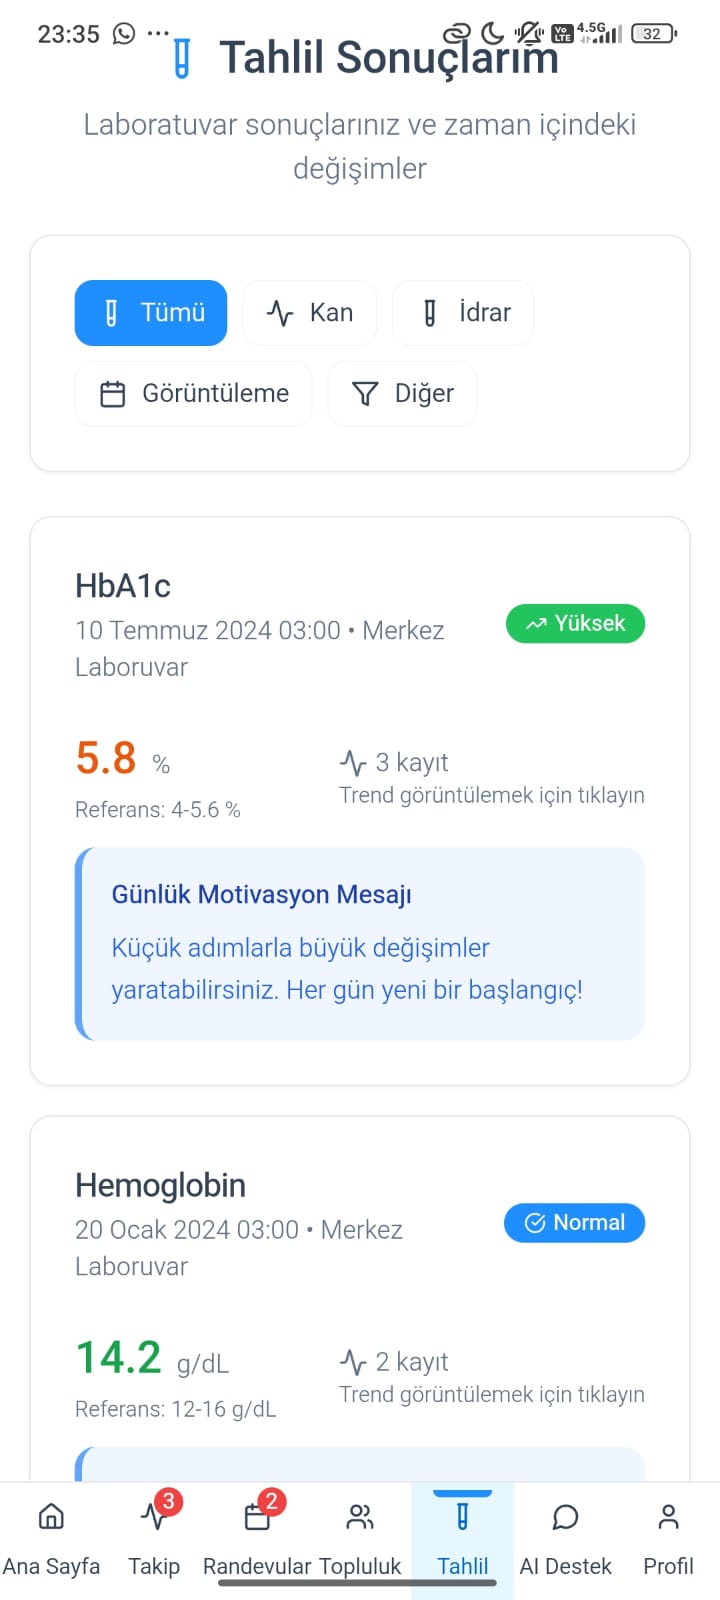 23:35
Vo LTE
4.5G
32
Tahlil Sonuçlarım
Laboratuvar sonuçlarınız ve zaman içindeki
değişimler
Tümü
Kan
İdrar
Görüntüleme
Diğer
HbA1c
10 Temmuz 2024 03:00 • Merkez
Laboruvar
Yüksek
5.8 %
Referans: 4-5.6 %
3 kayıt
Trend görüntülemek için tıklayın
Günlük Motivasyon Mesajı
Küçük adımlarla büyük değişimler
yaratabilirsiniz. Her gün yeni bir başlangıç!
Hemoglobin
20 Ocak 2024 03:00 • Merkez
Laboruvar
Normal
14.2 g/dL
Referans: 12-16 g/dL
2 kayıt
Trend görüntülemek için tıklayın
3
2
Ana Sayfa
Takip
Randevular
Topluluk
Tahlil
AI Destek
Profil